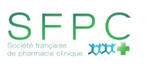 SFPC
Société française
de pharmacie clinique